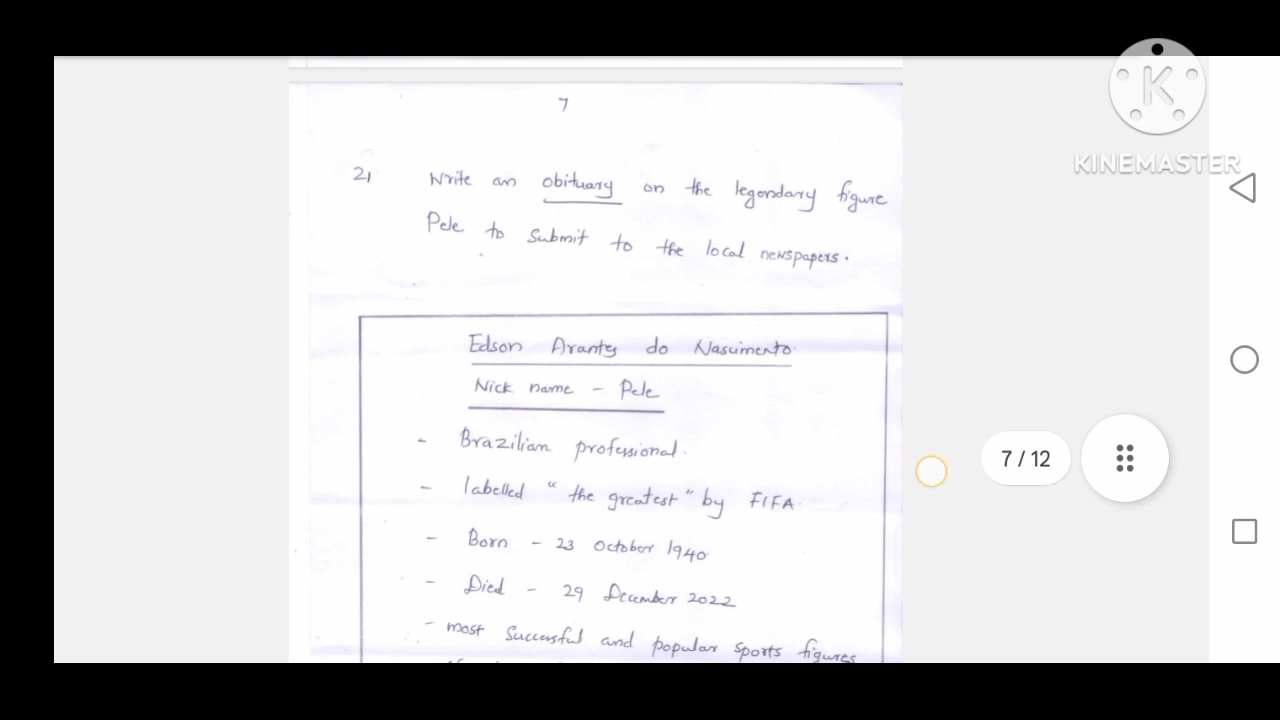 KINEMASTER
7
21 Write an obituary on the legendary figure
Pele to submit to the local newspapers.
Edson Arantes do Nascimento
Nick name - Pele
- Brazilian professional.
- labelled "the greatest" by FIFA.
- Born - 23 October 1940
- Died - 29 December 2022
- most successful and popular sports figures
7 / 12